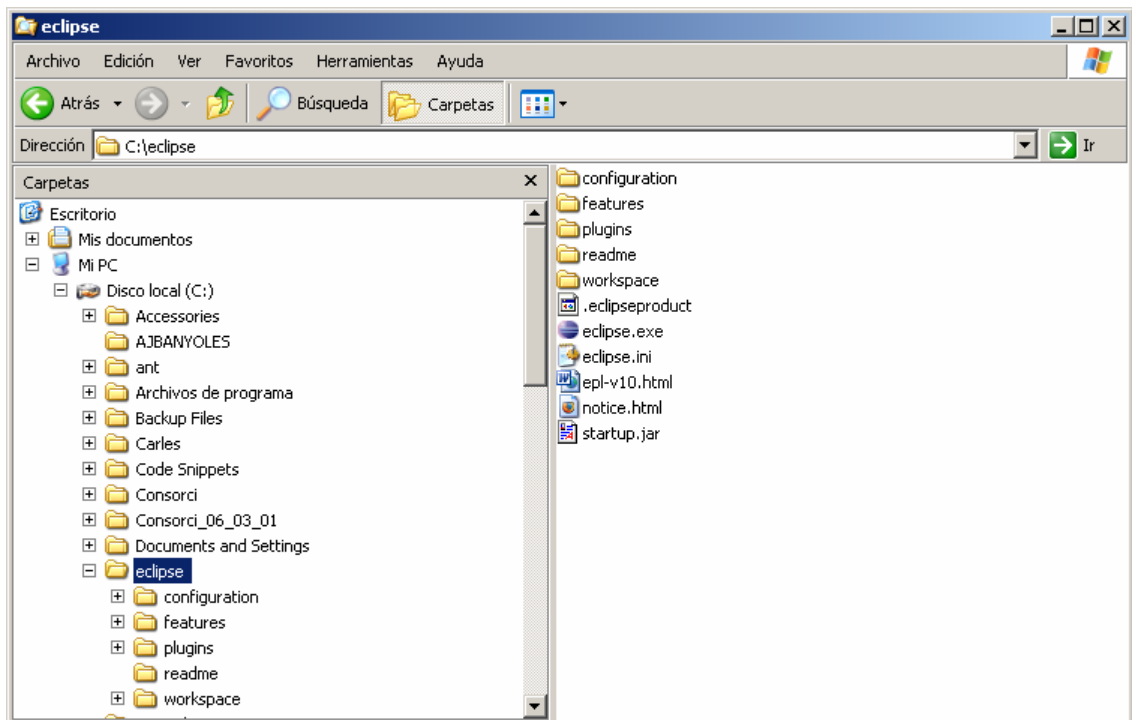 eclipse
Archivo Edición Ver Favoritos Herramientas Ayuda
Atrás Búsqueda Carpetas
Dirección C:\eclipse Ir
Carpetas
Escritorio
Mis documentos
Mi PC
Disco local (C:)
Accessories
AJBANYOLES
ant
Archivos de programa
Backup Files
Carles
Code Snippets
Consorci
Consorci_06_03_01
Documents and Settings
eclipse
configuration
features
plugins
readme
workspace
configuration
features
plugins
readme
workspace
.eclipseproduct
eclipse.exe
eclipse.ini
epl-v10.html
notice.html
startup.jar